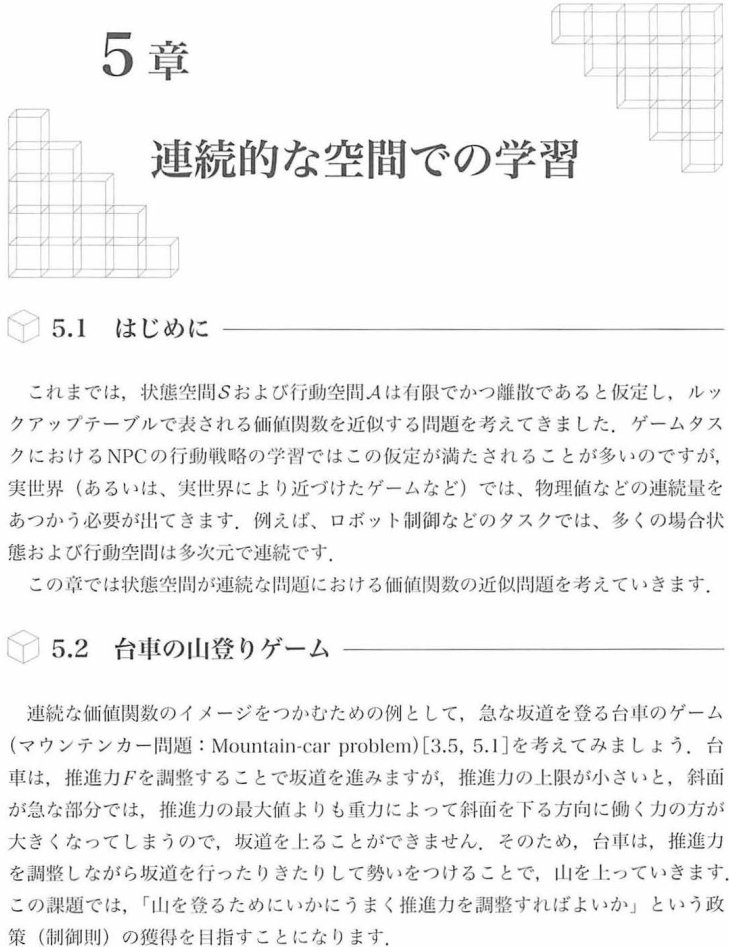 5 章
連続的な空間での学習
5.1　はじめに
これまでは，状態空間Sおよび行動空間Aは有限でかつ離散であると仮定し，ルッ
クアップテーブルで表される価値関数を近似する問題を考えてきました．ゲームタス
クにおけるNPCの行動戦略の学習ではこの仮定が満たされることが多いのですが，
実世界（あるいは、実世界により近づけたゲームなど）では、物理値などの連続量を
あつかう必要が出てきます．例えば、ロボット制御などのタスクでは、多くの場合状
態および行動空間は多次元で連続です．
この章では状態空間が連続な問題における価値関数の近似問題を考えていきます．
5.2　台車の山登りゲーム
連続な価値関数のイメージをつかむための例として，急な坂道を登る台車のゲーム
(マウンテンカー問題：Mountain-car problem)[3.5, 5.1]を考えてみましょう．台
車は，推進力Fを調整することで坂道を進みますが，推進力の上限が小さいと，斜面
が急な部分では，推進力の最大値よりも重力によって斜面を下る方向に働く力の方が
大きくなってしまうので，坂道を上ることができません．そのため，台車は，推進力
を調整しながら坂道を行ったりきたりして勢いをつけることで，山を上っていきます．
この課題では，「山を登るためにいかにうまく推進力を調整すればよいか」という政
策（制御則）の獲得を目指すことになります．